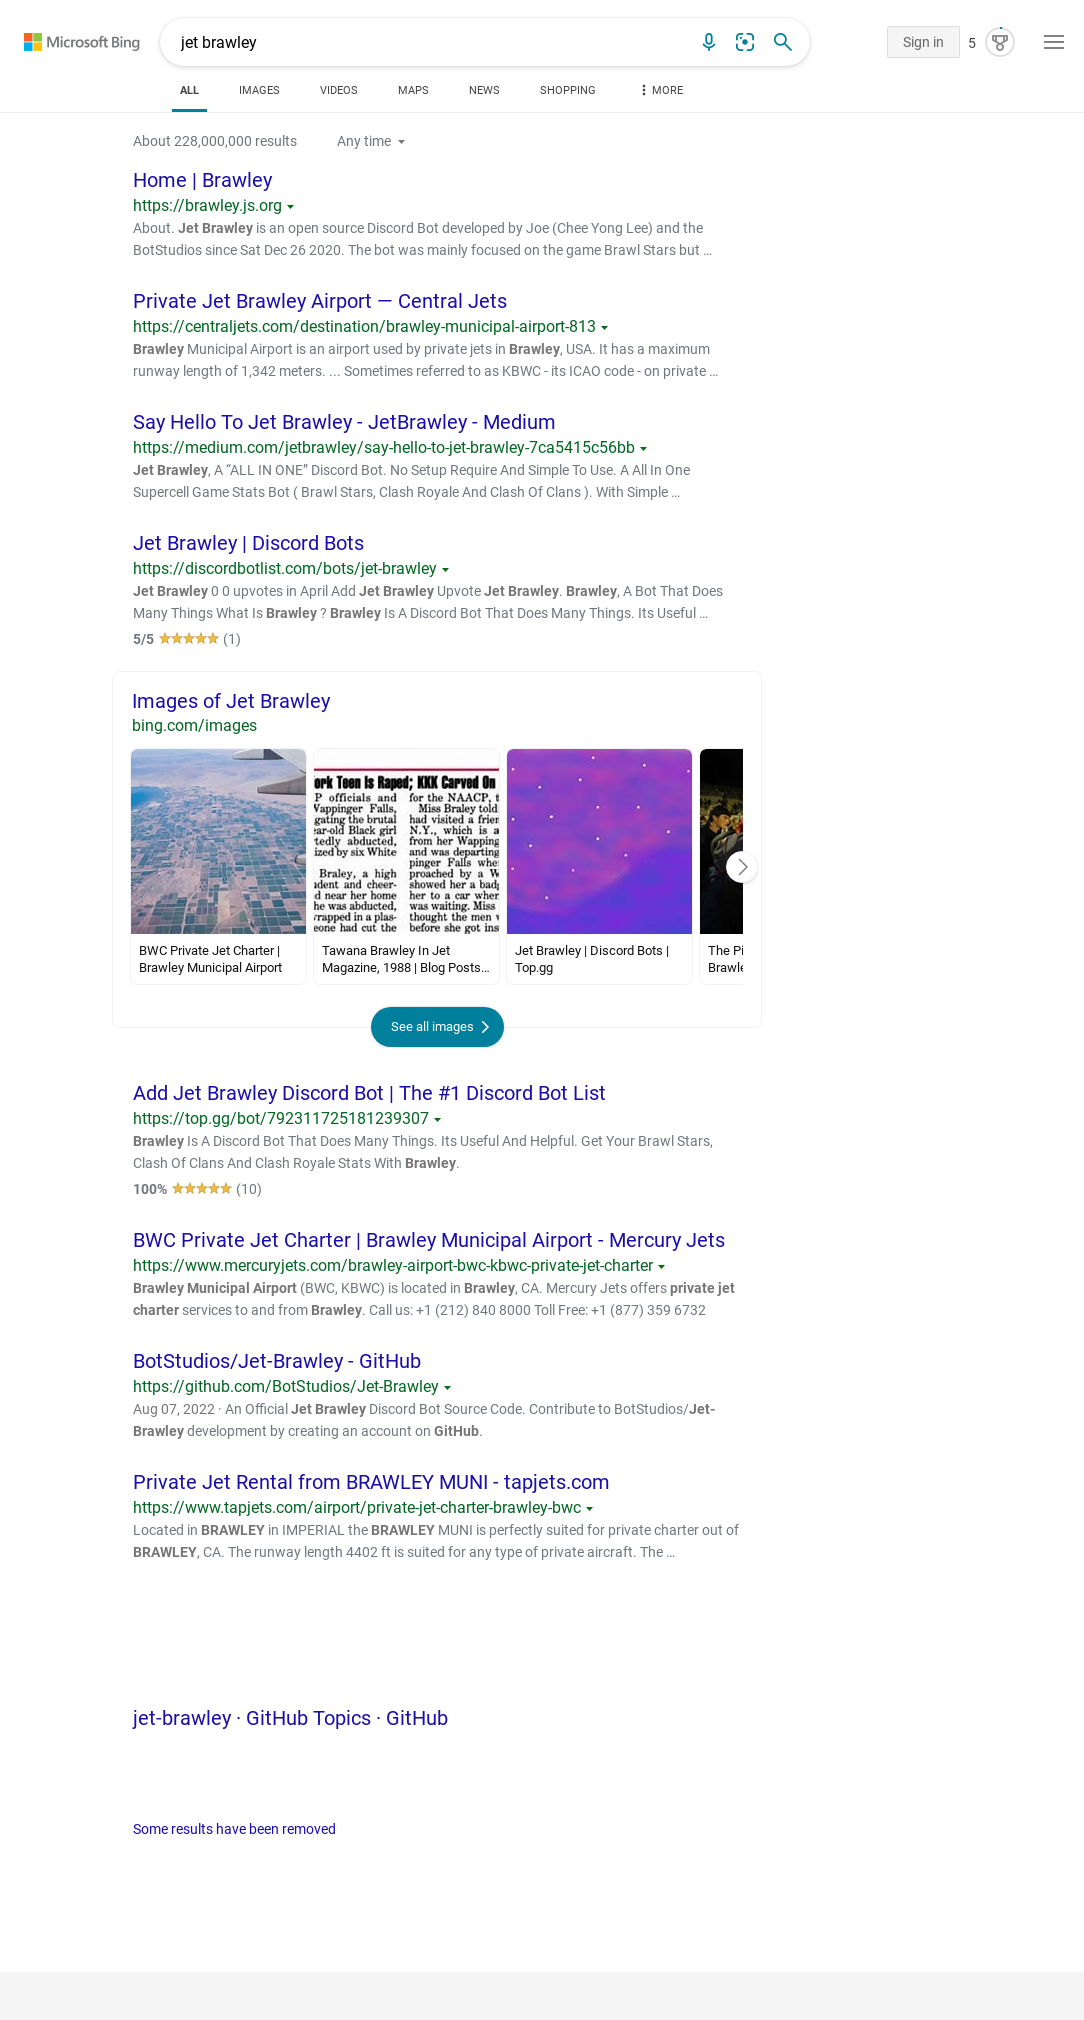 Microsoft Bing
jet brawley
Sign in
5
ALL
IMAGES
VIDEOS
MAPS
NEWS
SHOPPING
MORE
About 228,000,000 results
Any time
Home | Brawley
https://brawley.js.org
About. Jet Brawley is an open source Discord Bot developed by Joe (Chee Yong Lee) and the
BotStudios since Sat Dec 26 2020. The bot was mainly focused on the game Brawl Stars but ...
Private Jet Brawley Airport — Central Jets
https://centraljets.com/destination/brawley-municipal-airport-813
Brawley Municipal Airport is an airport used by private jets in Brawley, USA. It has a maximum
runway length of 1,342 meters. ... Sometimes referred to as KBWC - its ICAO code - on private ...
Say Hello To Jet Brawley - JetBrawley - Medium
https://medium.com/jetbrawley/say-hello-to-jet-brawley-7ca5415c56bb
Jet Brawley, A “ALL IN ONE” Discord Bot. No Setup Require And Simple To Use. A All In One
Supercell Game Stats Bot ( Brawl Stars, Clash Royale And Clash Of Clans ). With Simple ...
Jet Brawley | Discord Bots
https://discordbotlist.com/bots/jet-brawley
Jet Brawley 0 0 upvotes in April Add Jet Brawley Upvote Jet Brawley. Brawley, A Bot That Does
Many Things What Is Brawley ? Brawley Is A Discord Bot That Does Many Things. Its Useful ...
5/5 (1)
Images of Jet Brawley
bing.com/images
ork Teen Is Raped; KKK Carved On
P officials and
Wappinger Falls,
gating the brutal
ear-old Black girl
rtedly abducted,
ized by six White
Braley, a high
udent and cheer-
d near her home
he was abducted,
wrapped in a plas-
eone had cut the
for the NAACP, t
Miss Braley told
had visited a frien
N.Y., which is a
from her Wapping
and was departing
pinger Falls whe
proached by a W
showed her a badg
her to a car wher
was waiting. Miss
thought the men w
before she got ins
BWC Private Jet Charter |
Brawley Municipal Airport
Tawana Brawley In Jet
Magazine, 1988 | Blog Posts...
Jet Brawley | Discord Bots |
Top.gg
The Pi
Brawle
See all images
Add Jet Brawley Discord Bot | The #1 Discord Bot List
https://top.gg/bot/792311725181239307
Brawley Is A Discord Bot That Does Many Things. Its Useful And Helpful. Get Your Brawl Stars,
Clash Of Clans And Clash Royale Stats With Brawley.
100% (10)
BWC Private Jet Charter | Brawley Municipal Airport - Mercury Jets
https://www.mercuryjets.com/brawley-airport-bwc-kbwc-private-jet-charter
Brawley Municipal Airport (BWC, KBWC) is located in Brawley, CA. Mercury Jets offers private jet
charter services to and from Brawley. Call us: +1 (212) 840 8000 Toll Free: +1 (877) 359 6732
BotStudios/Jet-Brawley - GitHub
https://github.com/BotStudios/Jet-Brawley
Aug 07, 2022 · An Official Jet Brawley Discord Bot Source Code. Contribute to BotStudios/Jet-
Brawley development by creating an account on GitHub.
Private Jet Rental from BRAWLEY MUNI - tapjets.com
https://www.tapjets.com/airport/private-jet-charter-brawley-bwc
Located in BRAWLEY in IMPERIAL the BRAWLEY MUNI is perfectly suited for private charter out of
BRAWLEY, CA. The runway length 4402 ft is suited for any type of private aircraft. The ...
jet-brawley · GitHub Topics · GitHub
Some results have been removed